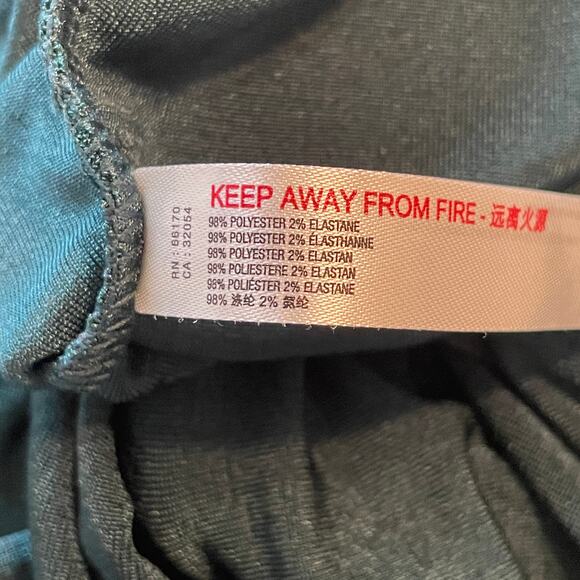 KEEP AWAY FROM FIRE - 远离火源
98% POLYESTER 2% ELASTANE
98% POLYESTER 2% ÉLASTHANNE
98% POLYESTER 2% ELASTAN
98% POLIESTERE 2% ELASTAN
98% POLIÉSTER 2% ELASTANE
98% 涤纶 2% 氨纶
RN : 66170
CA : 32054